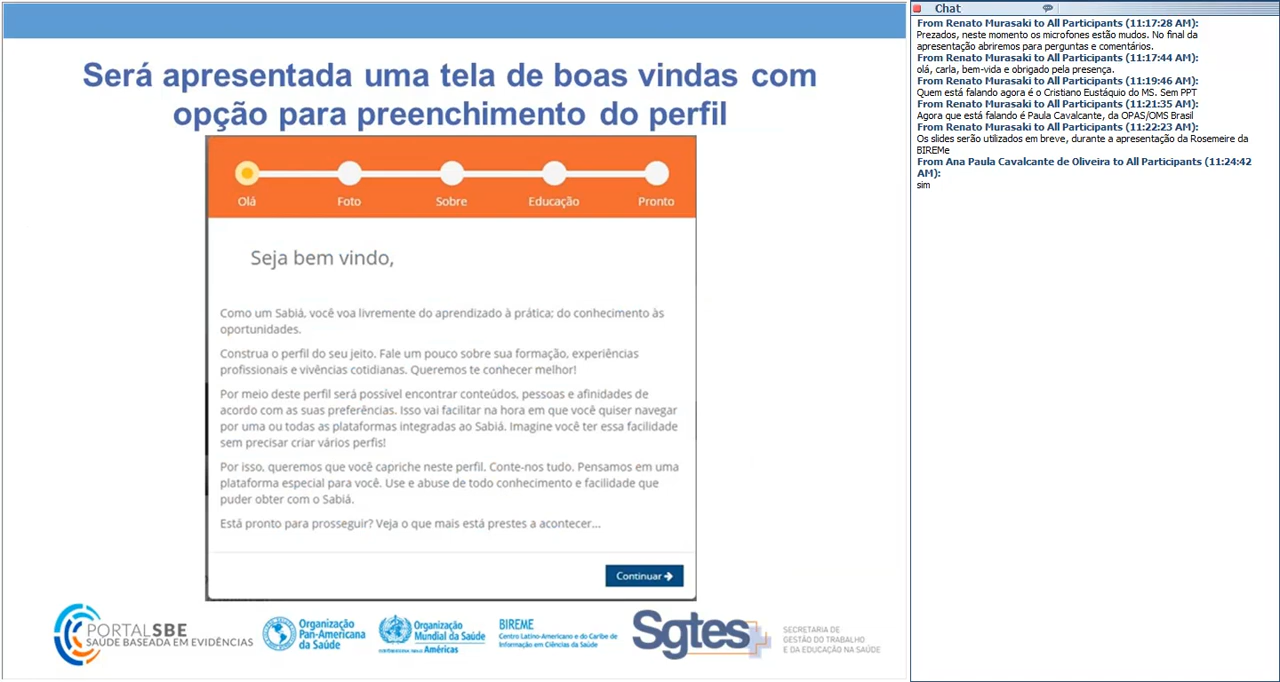 Será apresentada uma tela de boas vindas com
opção para preenchimento do perfil
Olá
Foto
Sobre
Educação
Pronto
Seja bem vindo,
Como um Sabiá, você voa livremente do aprendizado à prática; do conhecimento às
oportunidades.
Construa o perfil do seu jeito. Fale um pouco sobre sua formação, experiências
profissionais e vivências cotidianas. Queremos te conhecer melhor!
Por meio deste perfil será possível encontrar conteúdos, pessoas e afinidades de
acordo com as suas preferências. Isso vai facilitar na hora em que você quiser navegar
por uma ou todas as plataformas integradas ao Sabiá. Imagine você ter essa facilidade
sem precisar criar vários perfis!
Por isso, queremos que você capriche neste perfil. Conte-nos tudo. Pensamos em uma
plataforma especial para você. Use e abuse de todo conhecimento e facilidade que
puder obter com o Sabiá.
Está pronto para prosseguir? Veja o que mais está prestes a acontecer...
Continuar
PORTALSBE
SAÚDE BASEADA EM EVIDÊNCIAS
Organização
Pan-Americana
da Saúde
Organização
Mundial da Saúde
Américas
BIREME
Centro Latino-Americano e do Caribe de
Informação em Ciências da Saúde
Sgtes
SECRETARIA DE
GESTÃO DO TRABALHO
E DA EDUCAÇÃO NA SAÚDE
Chat
From Renato Murasaki to All Participants (11:17:28 AM):
Prezados, neste momento os microfones estão mudos. No final da
apresentação abriremos para perguntas e comentários.
From Renato Murasaki to All Participants (11:17:44 AM):
olá, carla, bem-vida e obrigado pela presença.
From Renato Murasaki to All Participants (11:19:46 AM):
Quem está falando agora é o Cristiano Eustáquio do MS. Sem PPT
From Renato Murasaki to All Participants (11:21:35 AM):
Agora que está falando é Paula Cavalcante, da OPAS/OMS Brasil
From Renato Murasaki to All Participants (11:22:23 AM):
Os slides serão utilizados em breve, durante a apresentação da Rosemeire da
BIREMe
From Ana Paula Cavalcante de Oliveira to All Participants (11:24:42
AM):
sim